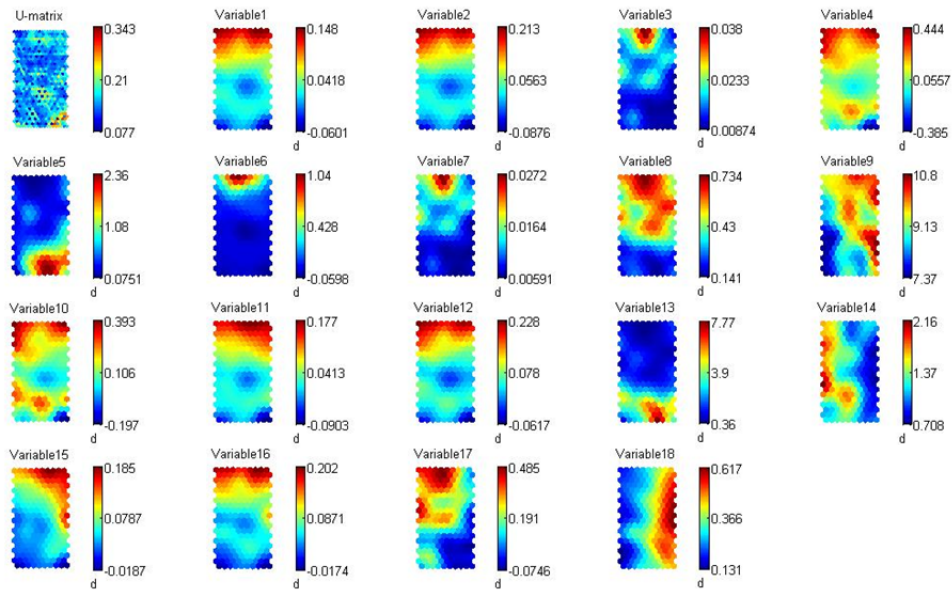 U-matrix
0.343
0.21
0.077
Variable1
0.148
0.0418
-0.0601
d
Variable2
0.213
0.0563
-0.0876
d
Variable3
0.038
0.0233
0.00874
d
Variable4
0.444
0.0557
-0.385
d
Variable5
2.36
1.08
0.0751
d
Variable6
1.04
0.428
-0.0598
d
Variable7
0.0272
0.0164
0.00591
d
Variable8
0.734
0.43
0.141
d
Variable9
10.8
9.13
7.37
d
Variable10
0.393
0.106
-0.197
d
Variable11
0.177
0.0413
-0.0903
d
Variable12
0.228
0.078
-0.0617
d
Variable13
7.77
3.9
0.36
d
Variable14
2.16
1.37
0.708
d
Variable15
0.185
0.0787
-0.0187
d
Variable16
0.202
0.0871
-0.0174
d
Variable17
0.485
0.191
-0.0746
d
Variable18
0.617
0.366
0.131
d